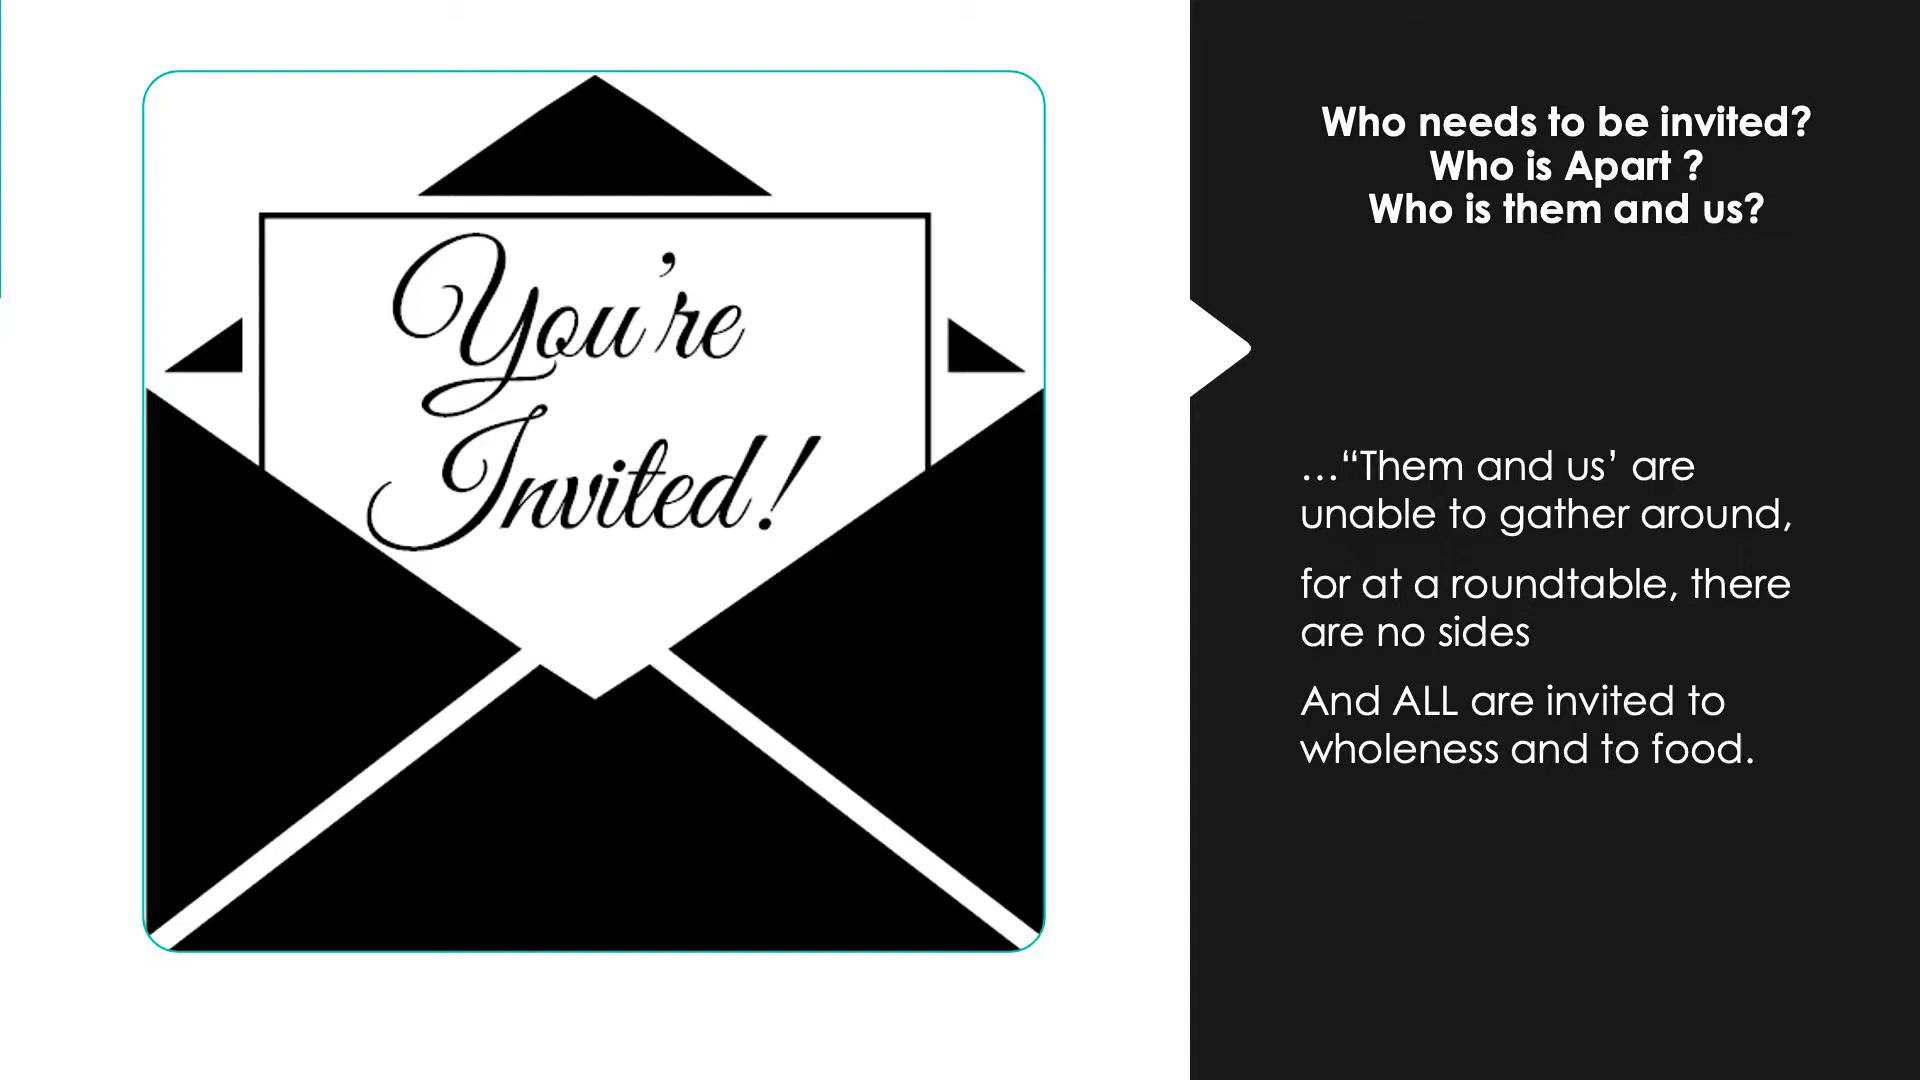 You're
Invited!
Who needs to be invited?
Who is Apart ?
Who is them and us?
…“Them and us’ are
unable to gather around,
for at a roundtable, there
are no sides
And ALL are invited to
wholeness and to food.